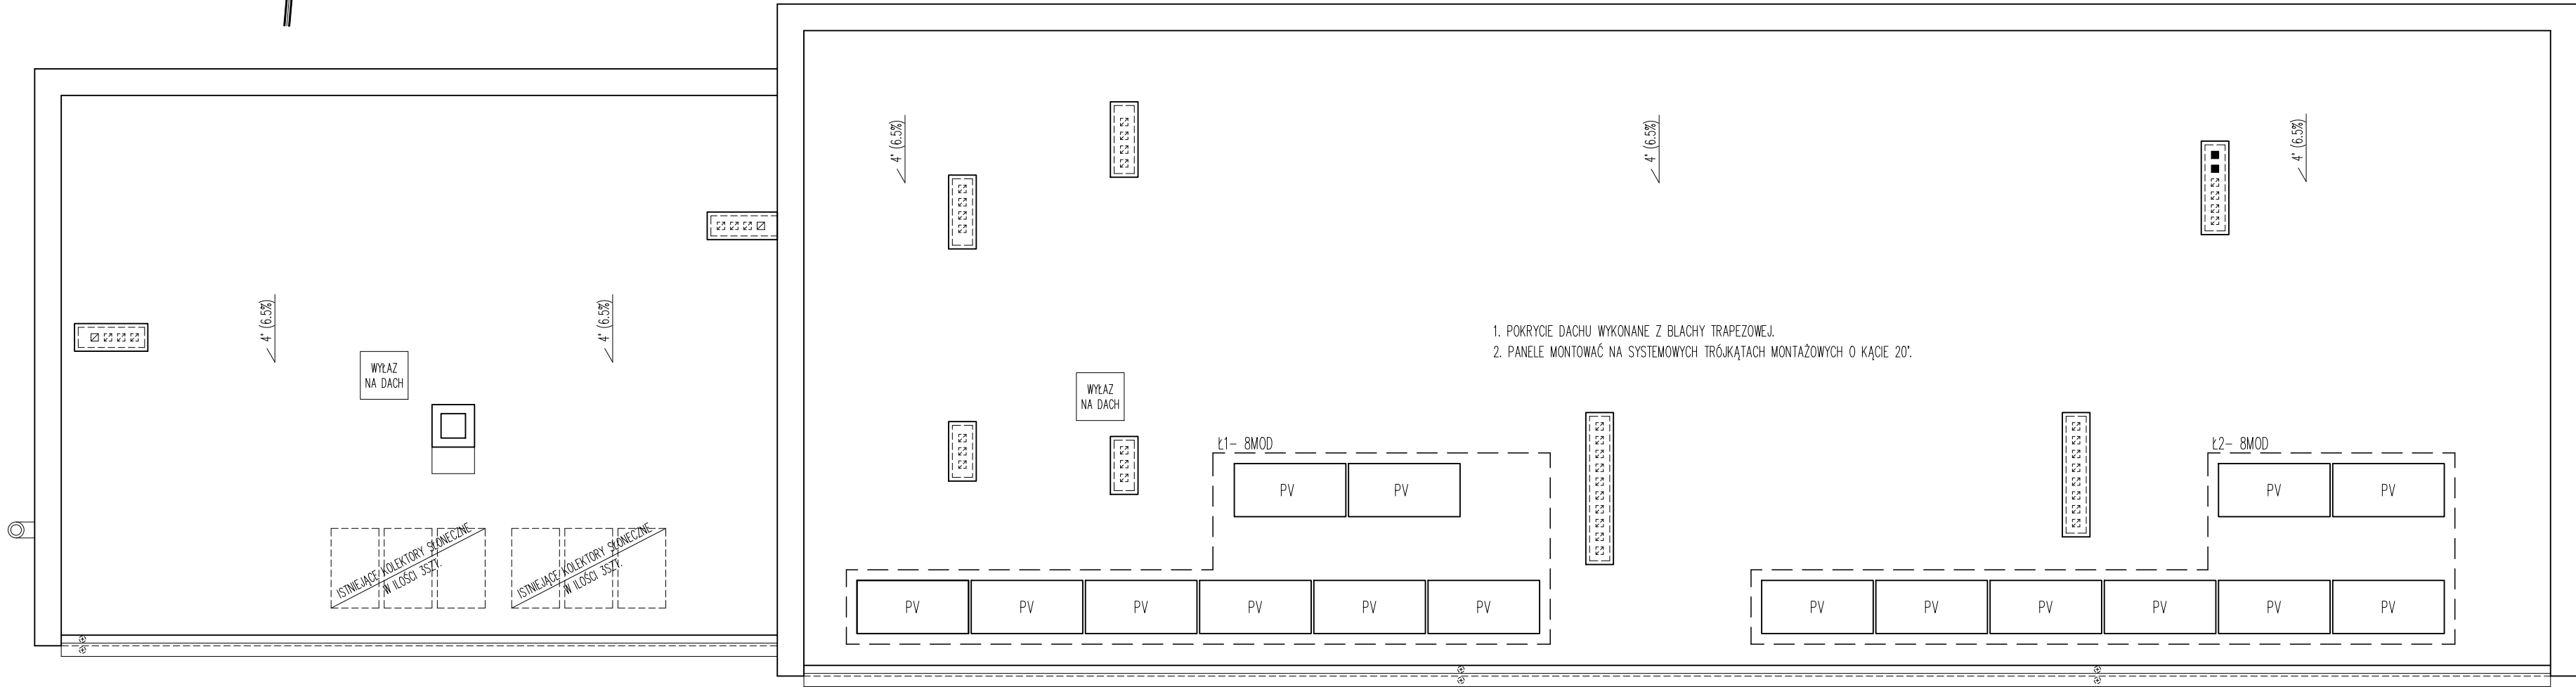 4° (6.5%)
4° (6.5%)
4° (6.5%)
4° (6.5%)
4° (6.5%)
1. POKRYCIE DACHU WYKONANE Z BLACHY TRAPEZOWEJ.
2. PANELE MONTOWAĆ NA SYSTEMOWYCH TRÓJKĄTACH MONTAŻOWYCH O KĄCIE 20°.
WYŁAZ
NA DACH
WYŁAZ
NA DACH
Ł1- 8MOD
Ł2- 8MOD
PV
PV
PV
PV
ISTNIEJĄCE KOLEKTORY SŁONECZNE
W ILOŚCI 3SZT.
ISTNIEJĄCE KOLEKTORY SŁONECZNE
W ILOŚCI 3SZT.
PV
PV
PV
PV
PV
PV
PV
PV
PV
PV
PV
PV